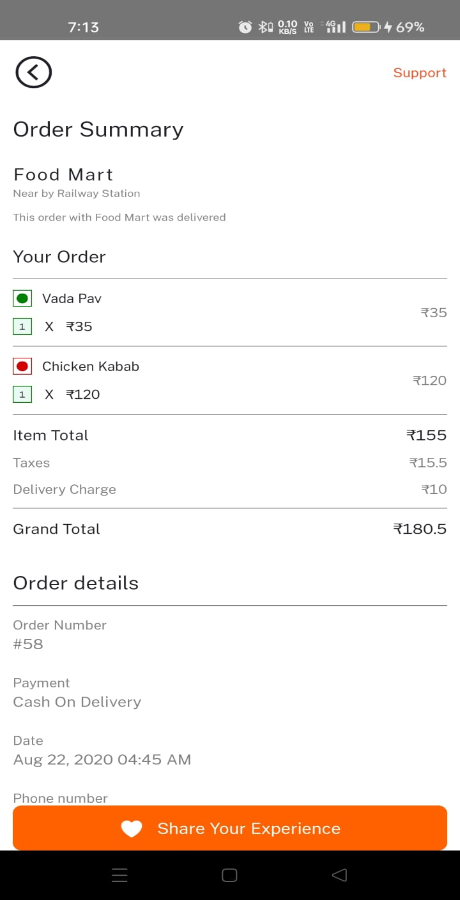 7:13
0.10 KB/S Vo LTE 4G 69%
Support
Order Summary
Food Mart
Near by Railway Station
This order with Food Mart was delivered
Your Order
Vada Pav
1 X ₹35 ₹35
Chicken Kabab
1 X ₹120 ₹120
Item Total ₹155
Taxes ₹15.5
Delivery Charge ₹10
Grand Total ₹180.5
Order details
Order Number
#58
Payment
Cash On Delivery
Date
Aug 22, 2020 04:45 AM
Phone number
Share Your Experience